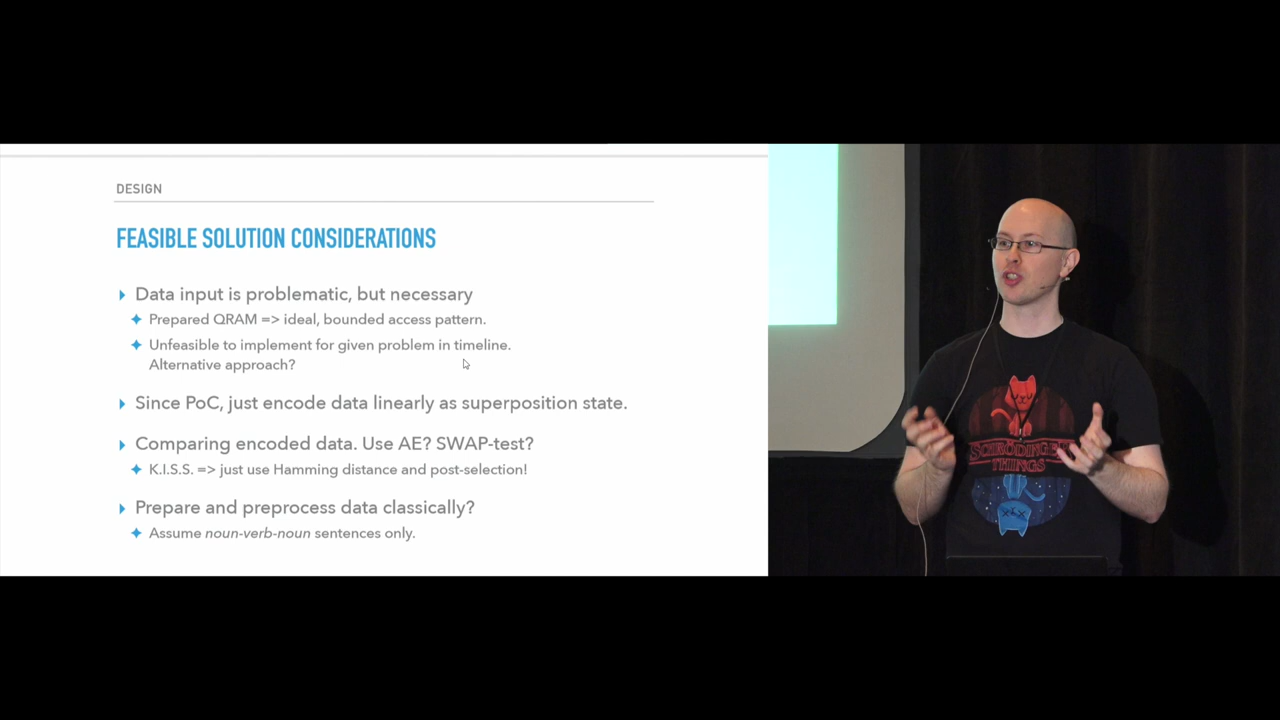 DESIGN
FEASIBLE SOLUTION CONSIDERATIONS
Data input is problematic, but necessary
Prepared QRAM => ideal, bounded access pattern.
Unfeasible to implement for given problem in timeline.
Alternative approach?
Since PoC, just encode data linearly as superposition state.
Comparing encoded data. Use AE? SWAP-test?
K.I.S.S. => just use Hamming distance and post-selection!
Prepare and preprocess data classically?
Assume noun-verb-noun sentences only.
SCHRÖDINGER
THINGS